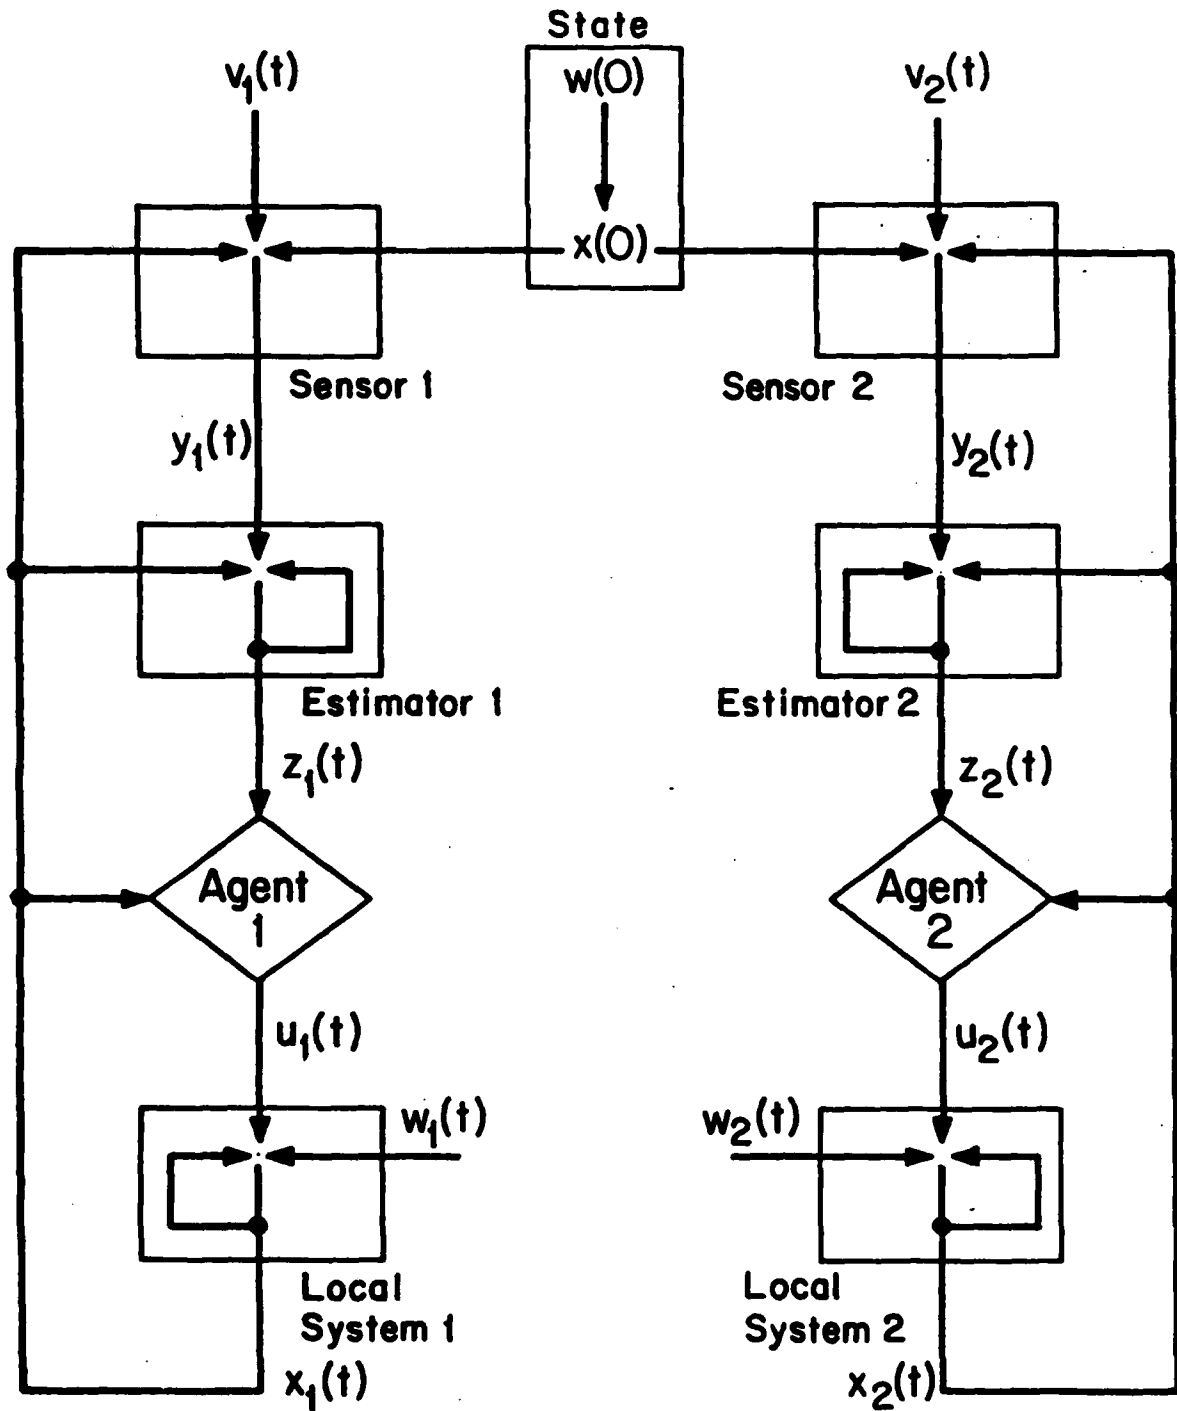 State
w(0)
v₁(t)
v₂(t)
x(0)
Sensor 1
Sensor 2
y₁(t)
y₂(t)
Estimator 1
Estimator 2
z₁(t)
z₂(t)
Agent
1
Agent
2
u₁(t)
u₂(t)
w₁(t)
w₂(t)
Local
System 1
Local
System 2
x₁(t)
x₂(t)